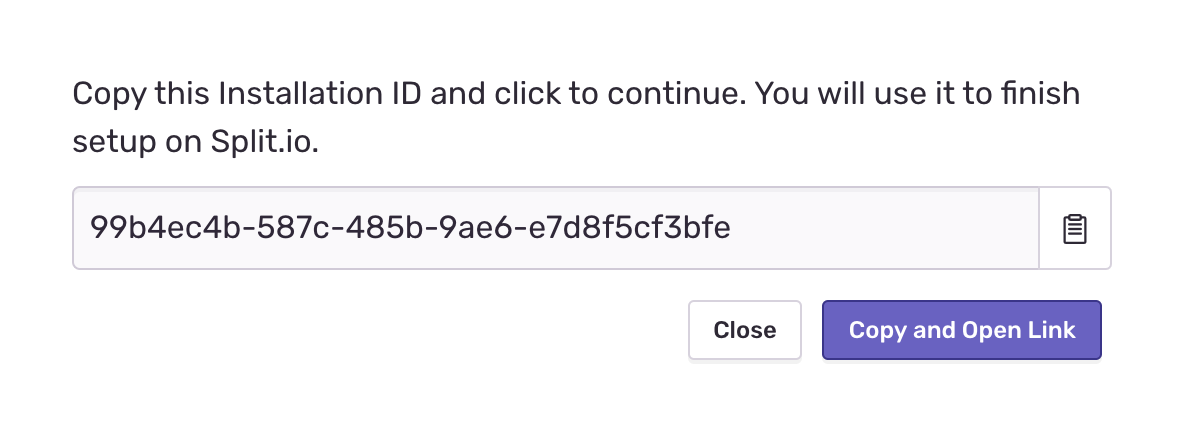 Copy this Installation ID and click to continue. You will use it to finish
setup on Split.io.
99b4ec4b-587c-485b-9ae6-e7d8f5cf3bfe
Close
Copy and Open Link